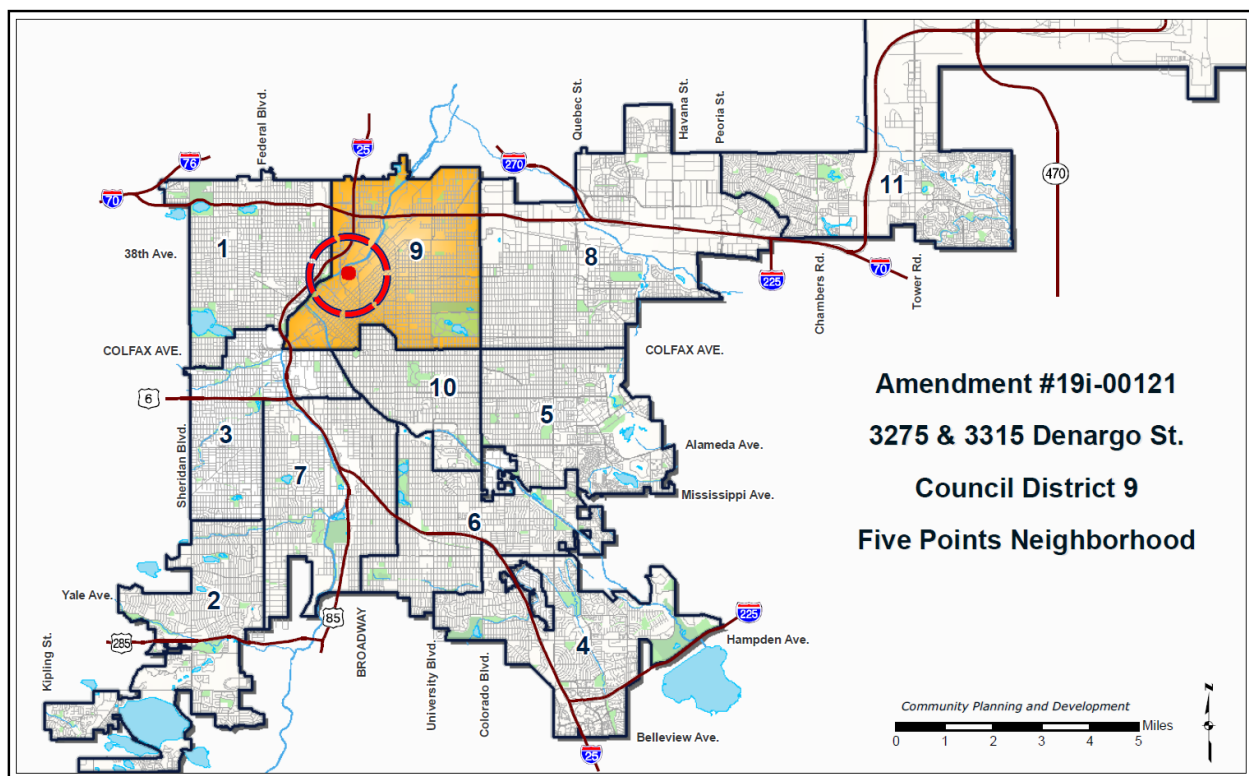 Federal Blvd.
Quebec St.
Havana St.
Peoria St.
25
76
270
70
470
11
1
9
8
38th Ave.
225
70
Chambers Rd.
Tower Rd.
COLFAX AVE.
COLFAX AVE.
10
6
5
Amendment #19i-00121
3275 & 3315 Denargo St.
Council District 9
Five Points Neighborhood
3
7
Sheridan Blvd.
Alameda Ave.
Mississippi Ave.
6
Yale Ave.
2
85
285
Kipling St.
BROADWAY
University Blvd.
Colorado Blvd.
4
225
Hampden Ave.
Belleview Ave.
25
Community Planning and Development
Miles
0 1 2 3 4 5
N